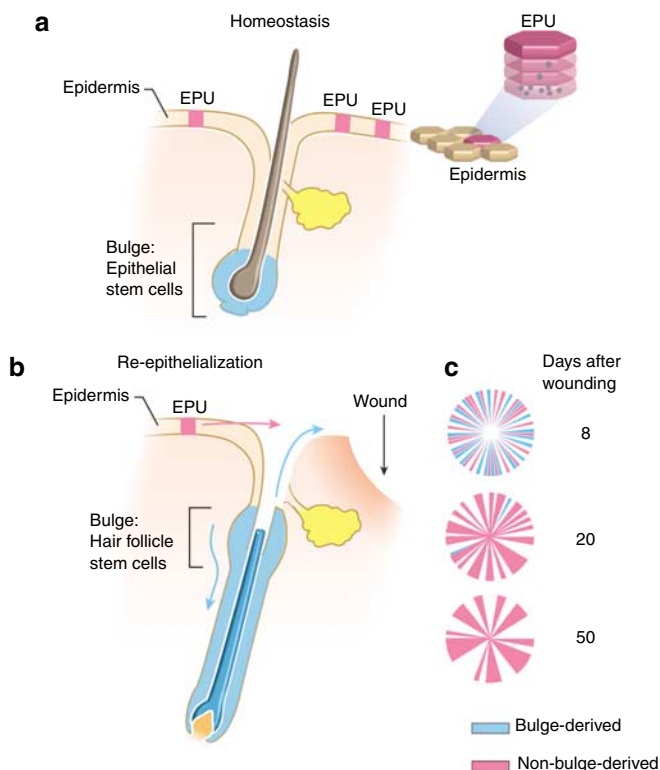 a
Homeostasis
EPU
Epidermis
EPU
EPU
EPU
Epidermis
Bulge:
Epithelial
stem cells
b
Re-epithelialization
Epidermis
EPU
Wound
Bulge:
Hair follicle
stem cells
c
Days after
wounding
8
20
50
Bulge-derived
Non-bulge-derived